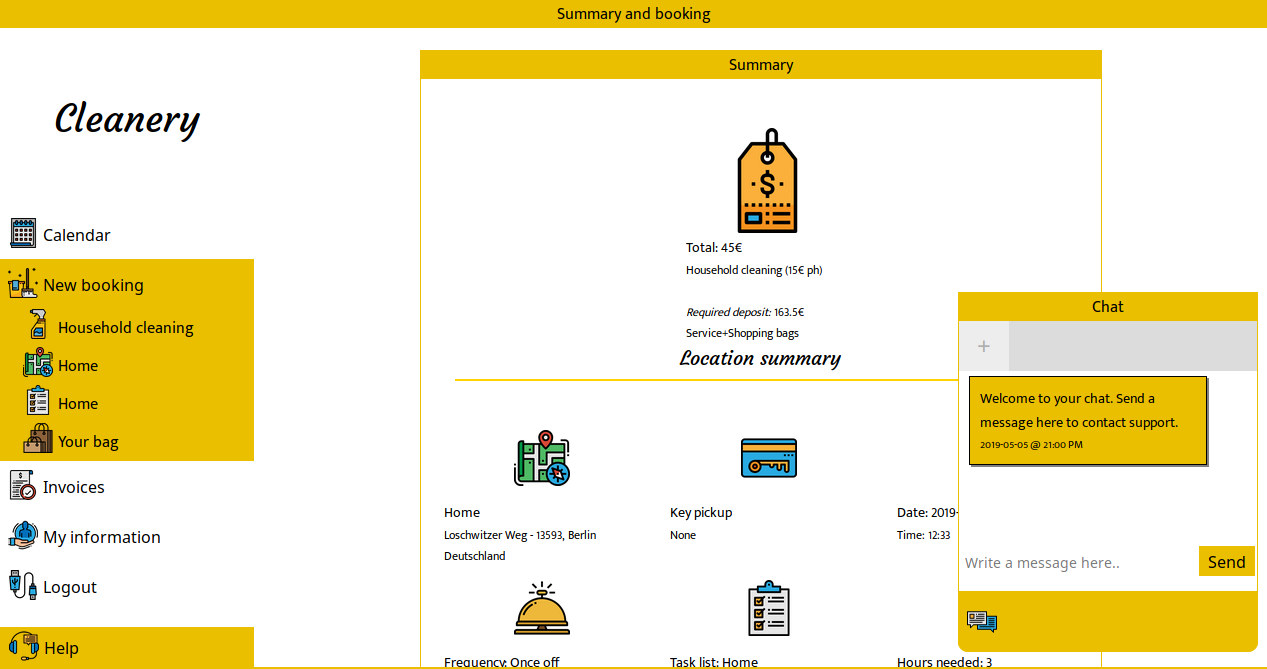 Summary and booking
Cleanery
Calendar
New booking
Household cleaning
Home
Home
Your bag
Invoices
My information
Logout
Help
Summary
$
Total: 45€
Household cleaning (15€ ph)
Required deposit: 163.5€
Service+Shopping bags
Location summary
Home
Loschwitzer Weg - 13593, Berlin
Deutschland
Key pickup
None
Date: 2019-
Time: 12:33
Frequency: Once off
Task list: Home
Hours needed: 3
Chat
+
Welcome to your chat. Send a
message here to contact support.
2019-05-05 @ 21:00 PM
Write a message here..
Send